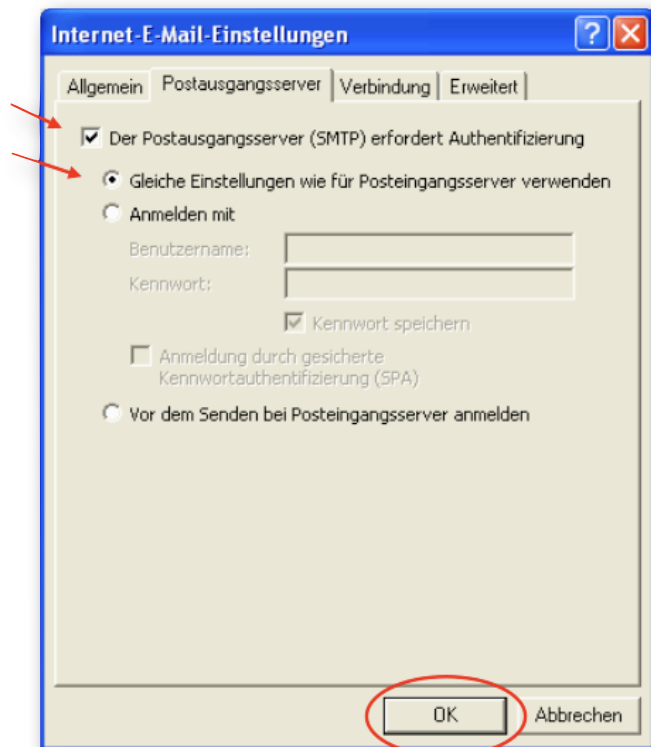 Internet-E-Mail-Einstellungen
Allgemein Postausgangsserver Verbindung Erweitert
Der Postausgangsserver (SMTP) erfordert Authentifizierung
Gleiche Einstellungen wie für Posteingangsserver verwenden
Anmelden mit
Benutzername:
Kennwort:
Kennwort speichern
Anmeldung durch gesicherte
Kennwortauthentifizierung (SPA)
Vor dem Senden bei Posteingangsserver anmelden
OK Abbrechen